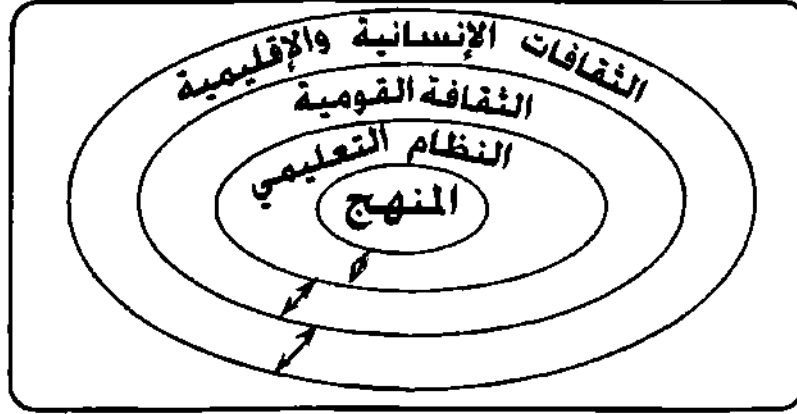 الثقافات الإنسانية والإقليمية
الثقافة القومية
النظام التعليمي
المنهج